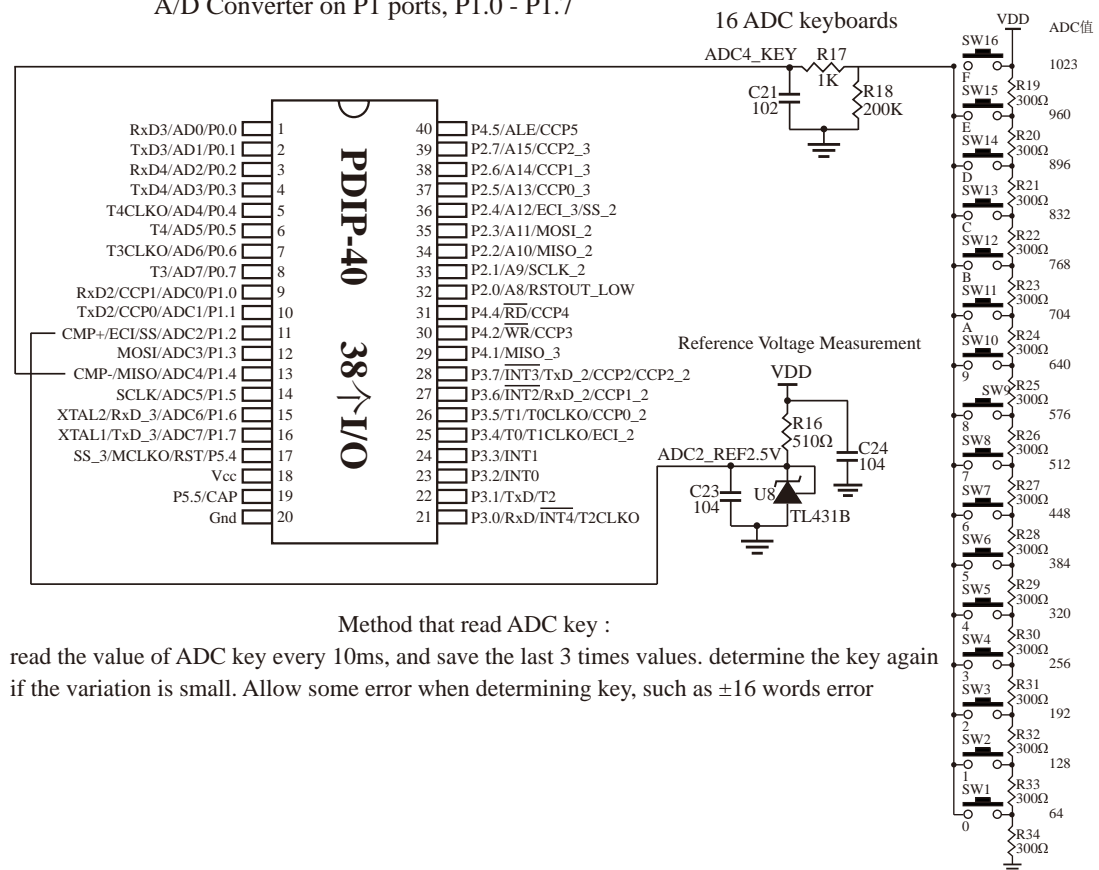 A/D Converter on P1 ports, P1.0 - P1.7
16 ADC keyboards
VDD
ADC值
ADC4_KEY
R17
1K
C21
102
R18
200K
SW16
F
1023
R19
300Ω
SW15
E
960
R20
300Ω
SW14
D
896
R21
300Ω
SW13
C
832
R22
300Ω
SW12
B
768
R23
300Ω
SW11
A
704
R24
300Ω
SW10
9
640
R25
300Ω
SW9
8
576
R26
300Ω
SW8
7
512
R27
300Ω
SW7
6
448
R28
300Ω
SW6
5
384
R29
300Ω
SW5
4
320
R30
300Ω
SW4
3
256
R31
300Ω
SW3
2
192
R32
300Ω
SW2
1
128
R33
300Ω
SW1
0
64
R34
300Ω
PDIP-40 38个I/O
RxD3/AD0/P0.0 1
TxD3/AD1/P0.1 2
RxD4/AD2/P0.2 3
TxD4/AD3/P0.3 4
T4CLKO/AD4/P0.4 5
T4/AD5/P0.5 6
T3CLKO/AD6/P0.6 7
T3/AD7/P0.7 8
RxD2/CCP1/ADC0/P1.0 9
TxD2/CCP0/ADC1/P1.1 10
CMP+/ECI/SS/ADC2/P1.2 11
MOSI/ADC3/P1.3 12
CMP-/MISO/ADC4/P1.4 13
SCLK/ADC5/P1.5 14
XTAL2/RxD_3/ADC6/P1.6 15
XTAL1/TxD_3/ADC7/P1.7 16
SS_3/MCLKO/RST/P5.4 17
Vcc 18
P5.5/CAP 19
Gnd 20
40 P4.5/ALE/CCP5
39 P2.7/A15/CCP2_3
38 P2.6/A14/CCP1_3
37 P2.5/A13/CCP0_3
36 P2.4/A12/ECI_3/SS_2
35 P2.3/A11/MOSI_2
34 P2.2/A10/MISO_2
33 P2.1/A9/SCLK_2
32 P2.0/A8/RSTOUT_LOW
31 P4.4/RD/CCP4
30 P4.2/WR/CCP3
29 P4.1/MISO_3
28 P3.7/INT3/TxD_2/CCP2/CCP2_2
27 P3.6/INT2/RxD_2/CCP1_2
26 P3.5/T1/T0CLKO/CCP0_2
25 P3.4/T0/T1CLKO/ECI_2
24 P3.3/INT1
23 P3.2/INT0
22 P3.1/TxD/T2
21 P3.0/RxD/INT4/T2CLKO
Reference Voltage Measurement
VDD
R16
510Ω
C24
104
ADC2_REF2.5V
C23
104
U8
TL431B
Method that read ADC key :
read the value of ADC key every 10ms, and save the last 3 times values. determine the key again
if the variation is small. Allow some error when determining key, such as ±16 words error